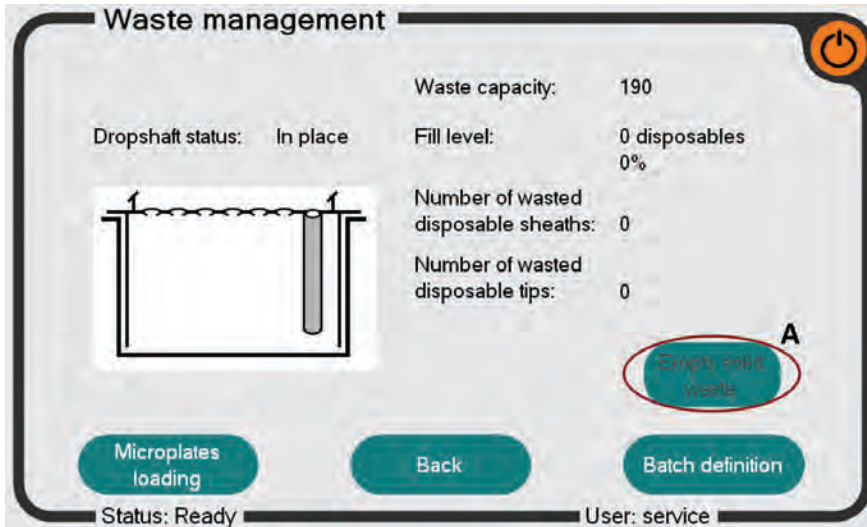 Waste management
Waste capacity: 190
Dropshaft status: In place
Fill level: 0 disposables
0%
Number of wasted
disposable sheaths: 0
Number of wasted
disposable tips: 0
A
Empty solid
waste
Microplates
loading
Back
Batch definition
Status: Ready
User: service